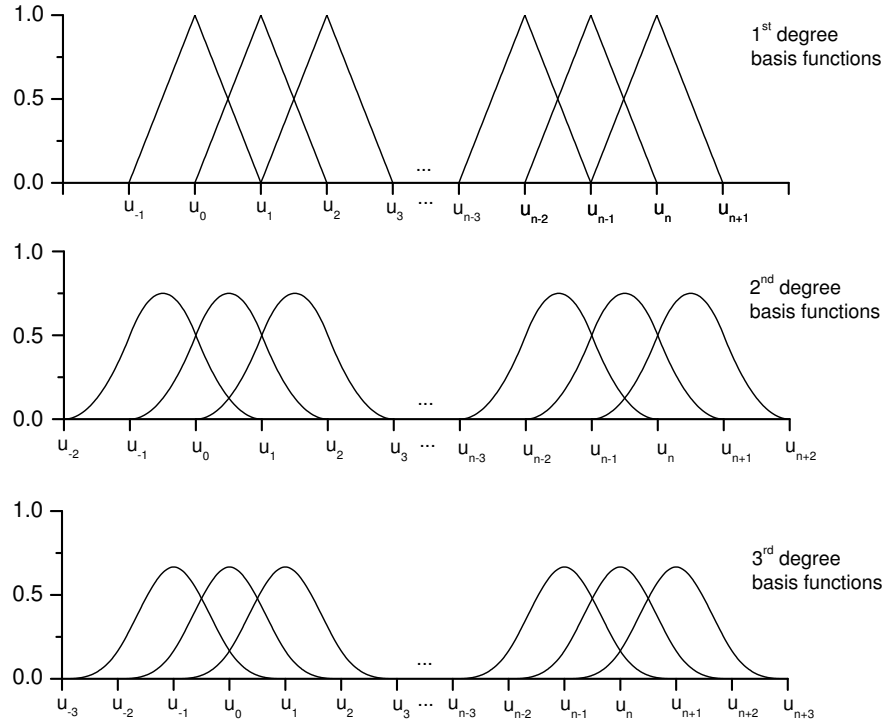 1.0
1st degree
basis functions
0.5
...
0.0
u-1 u0 u1 u2 u3 ... un-3 un-2 un-1 un un+1
1.0
2nd degree
basis functions
0.5
...
0.0
u-2 u-1 u0 u1 u2 u3 ... un-3 un-2 un-1 un un+1 un+2
1.0
3rd degree
basis functions
0.5
...
0.0
u-3 u-2 u-1 u0 u1 u2 u3 ... un-3 un-2 un-1 un un+1 un+2 un+3